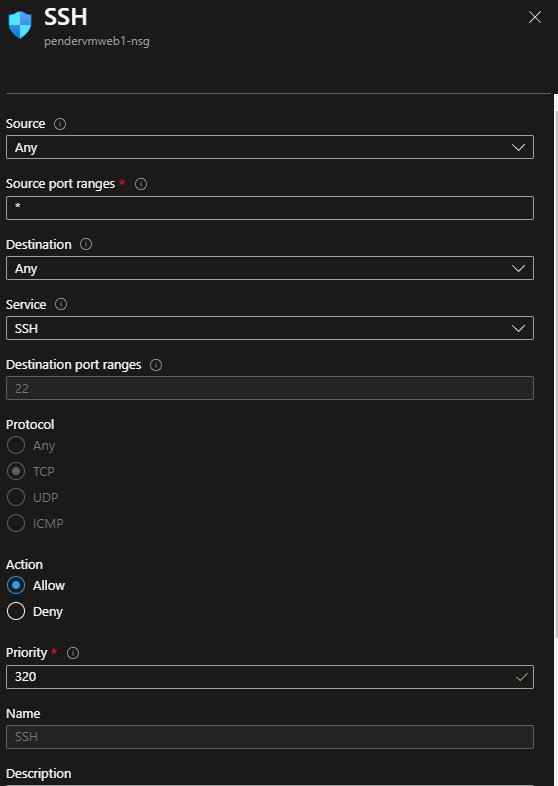 SSH
pendervmweb1-nsg
Source
Any
Source port ranges *
*
Destination
Any
Service
SSH
Destination port ranges
22
Protocol
Any
TCP
UDP
ICMP
Action
Allow
Deny
Priority *
320
Name
SSH
Description